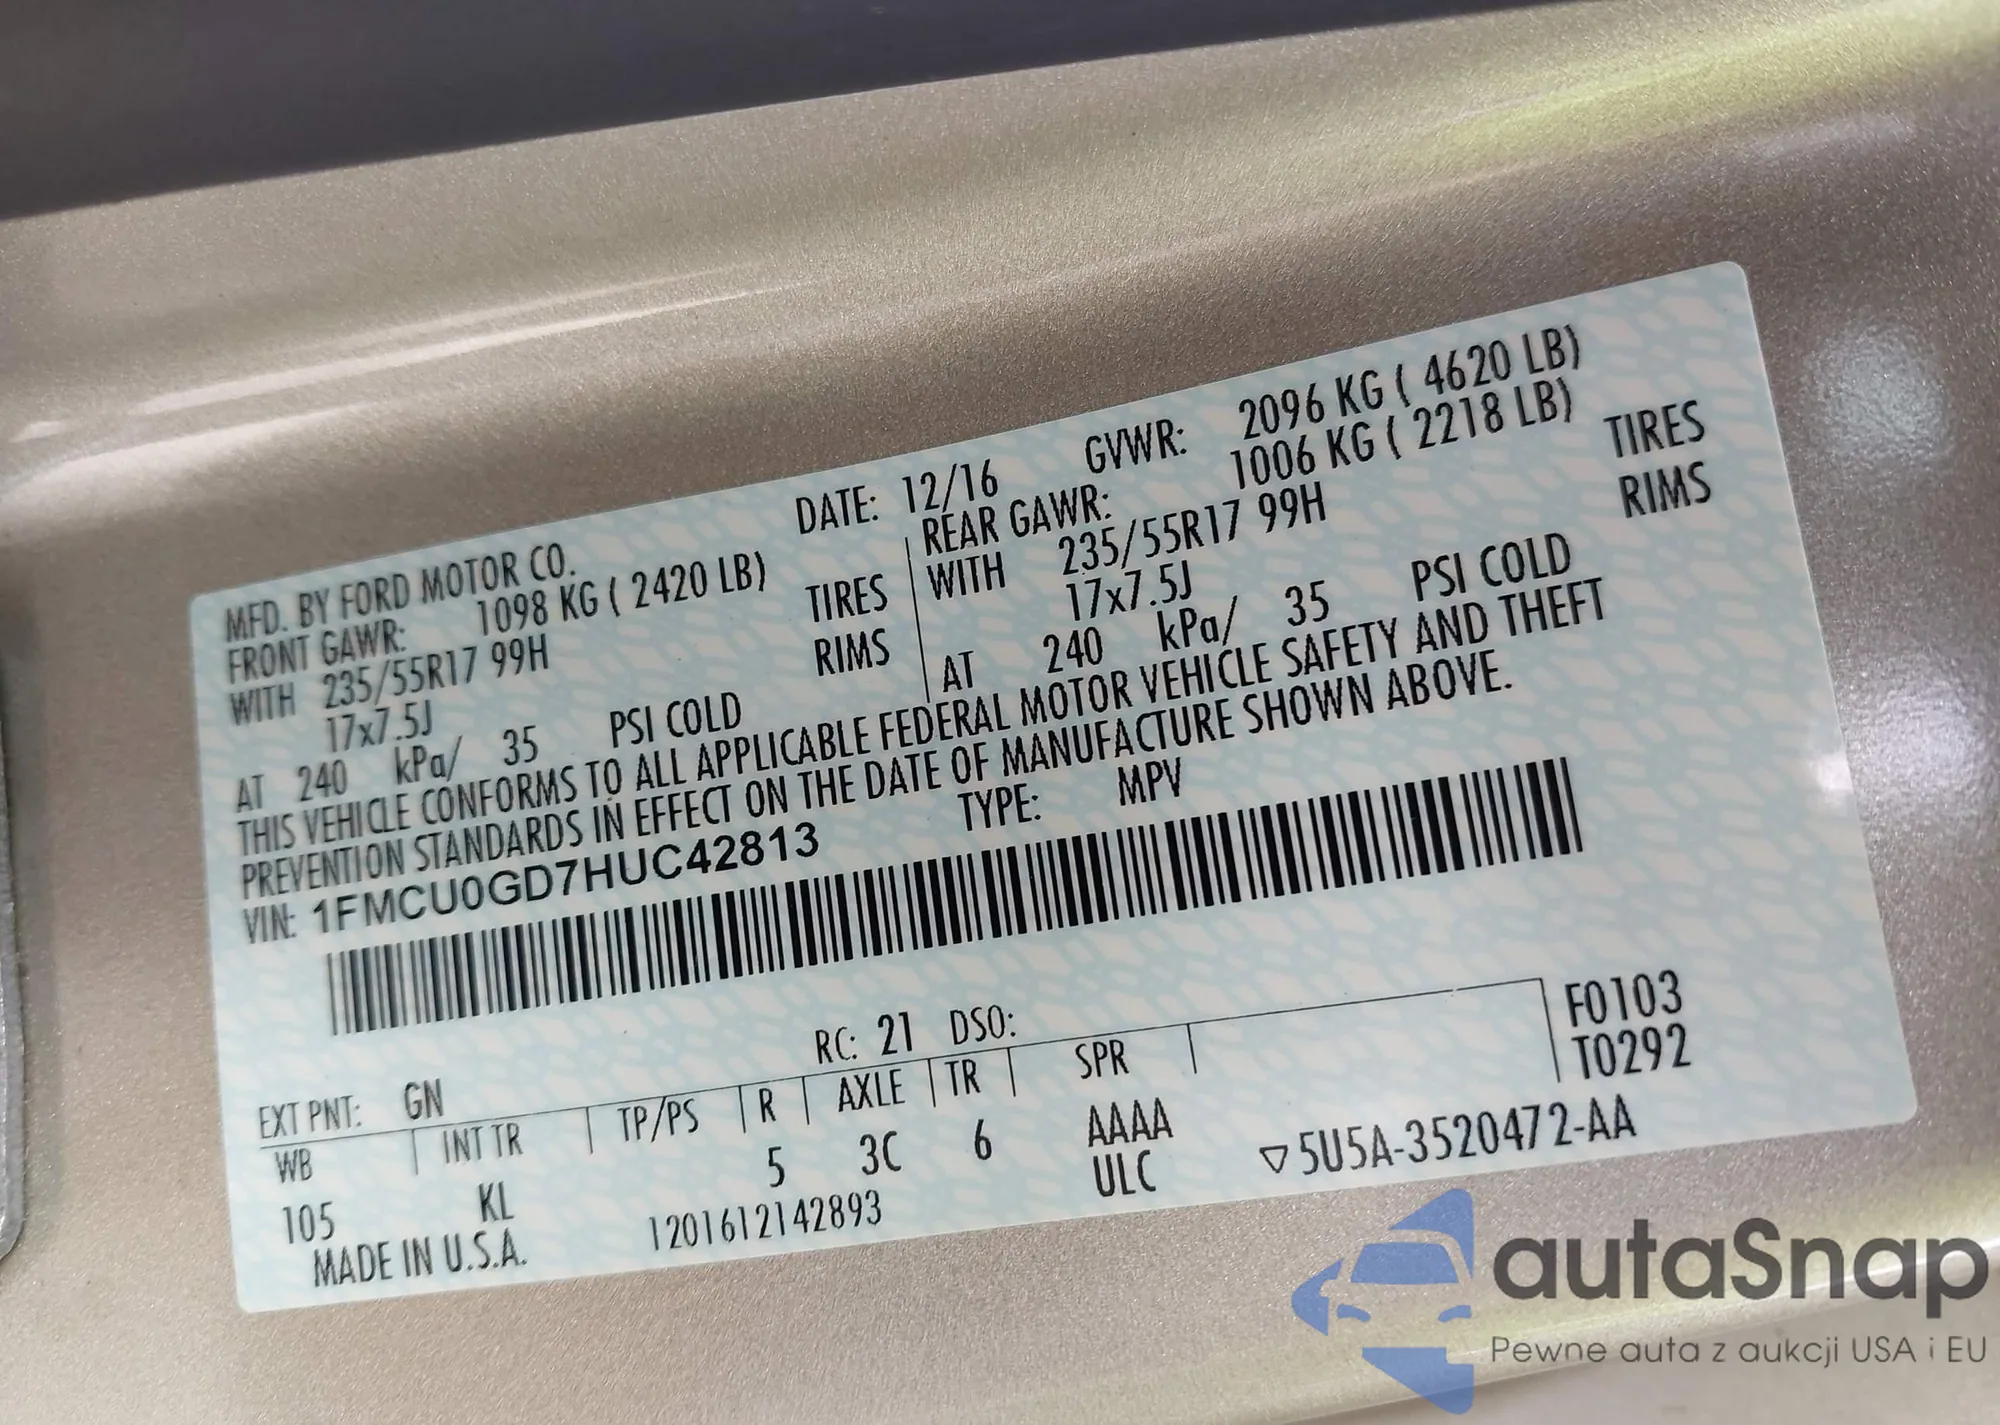 MFD. BY FORD MOTOR CO.
DATE: 12/16
GVWR: 2096 KG ( 4620 LB)
FRONT GAWR: 1098 KG ( 2420 LB)
WITH 235/55R17 99H TIRES
17x7.5J RIMS
AT 240 kPa/ 35 PSI COLD
REAR GAWR: 1006 KG ( 2218 LB)
WITH 235/55R17 99H TIRES
17x7.5J RIMS
AT 240 kPa/ 35 PSI COLD
THIS VEHICLE CONFORMS TO ALL APPLICABLE FEDERAL MOTOR VEHICLE SAFETY AND THEFT
PREVENTION STANDARDS IN EFFECT ON THE DATE OF MANUFACTURE SHOWN ABOVE.
VIN: 1FMCU0GD7HUC42813
TYPE: MPV
F0103
T0292
EXT PNT: GN RC: 21 DSO:
WB INT TR TP/PS R AXLE TR SPR
105 KL 5 3C 6 AAAA
ULC
MADE IN U.S.A. 1201612142893
▽5U5A-3520472-AA
autaSnap
Pewne auta z aukcji USA i EU